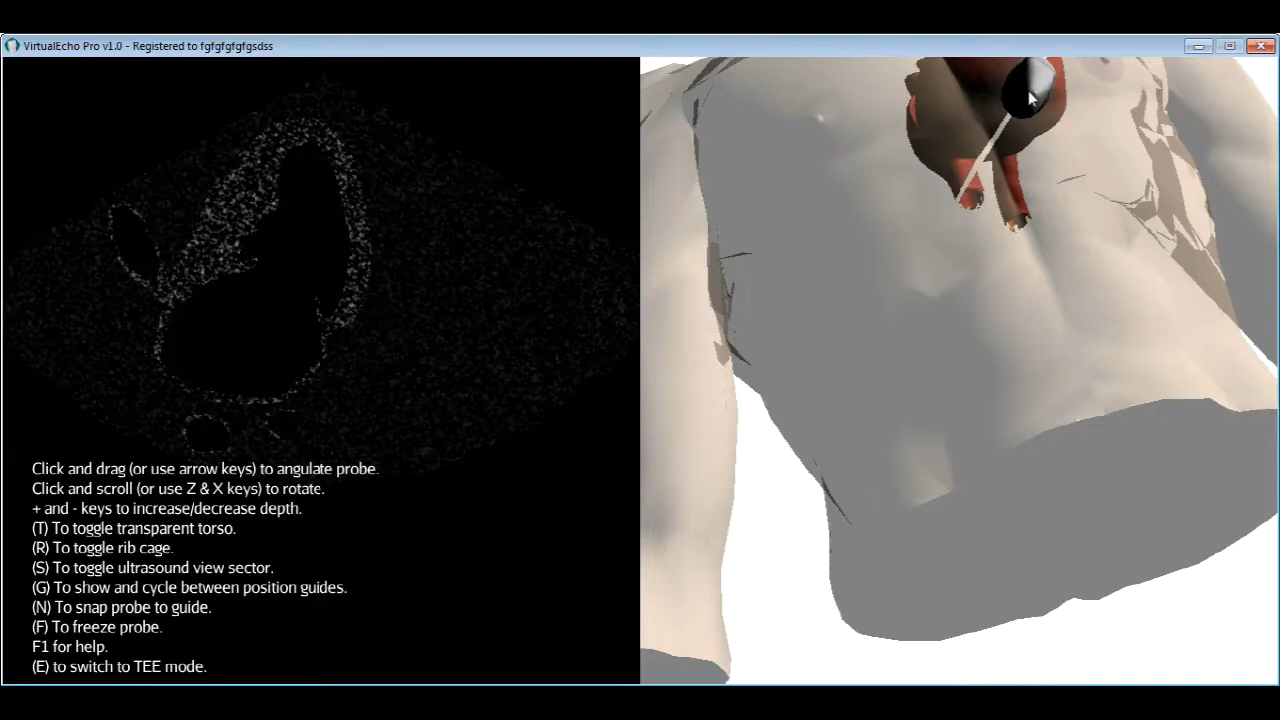 VirtualEcho Pro v1.0 - Registered to fgfgfgfgfgsdss
Click and drag (or use arrow keys) to angulate probe.
Click and scroll (or use Z & X keys) to rotate.
+ and - keys to increase/decrease depth.
(T) To toggle transparent torso.
(R) To toggle rib cage.
(S) To toggle ultrasound view sector.
(G) To show and cycle between position guides.
(N) To snap probe to guide.
(F) To freeze probe.
F1 for help.
(E) to switch to TEE mode.